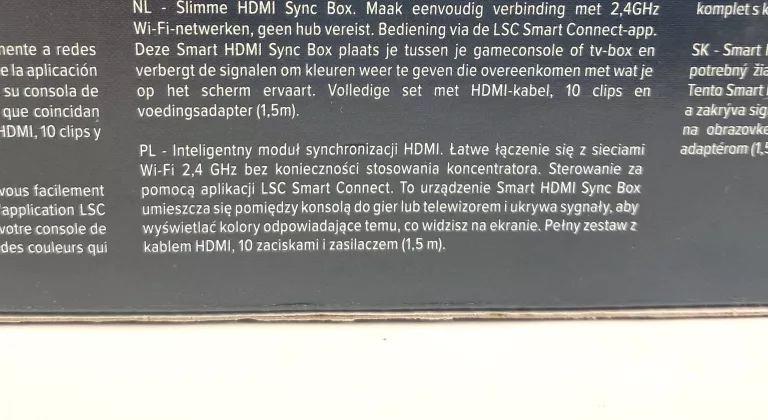 mente a redes
e la aplicación
su consola de
que coincidan
HDMI, 10 clips y
vous facilement
'application LSC
votre console de
des couleurs qui
NL - Slimme HDMI Sync Box. Maak eenvoudig verbinding met 2,4GHz
Wi-Fi-netwerken, geen hub vereist. Bediening via de LSC Smart Connect-app.
Deze Smart HDMI Sync Box plaats je tussen je gameconsole of tv-box en
verbergt de signalen om kleuren weer te geven die overeenkomen met wat je
op het scherm ervaart. Volledige set met HDMI-kabel, 10 clips en
voedingsadapter (1,5m).
PL - Inteligentny moduł synchronizacji HDMI. Łatwe łączenie się z sieciami
Wi-Fi 2,4 GHz bez konieczności stosowania koncentratora. Sterowanie za
pomocą aplikacji LSC Smart Connect. To urządzenie Smart HDMI Sync Box
umieszcza się pomiędzy konsolą do gier lub telewizorem i ukrywa sygnały, aby
wyświetlać kolory odpowiadające temu, co widzisz na ekranie. Pełny zestaw z
kablem HDMI, 10 zaciskami i zasilaczem (1,5 m).
komplet s k
SK - Smart
potrebný žia
Tento Smart
a zakrýva sig
na obrazovke
adaptérom (1,5